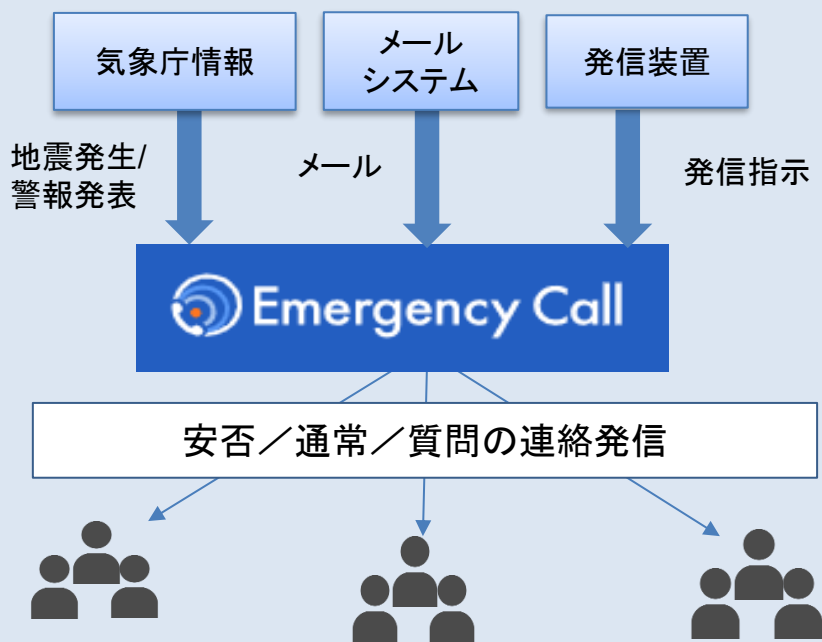 気象庁情報
メール
システム
発信装置
地震発生/
警報発表
メール
発信指示
Emergency Call
安否／通常／質問の連絡発信